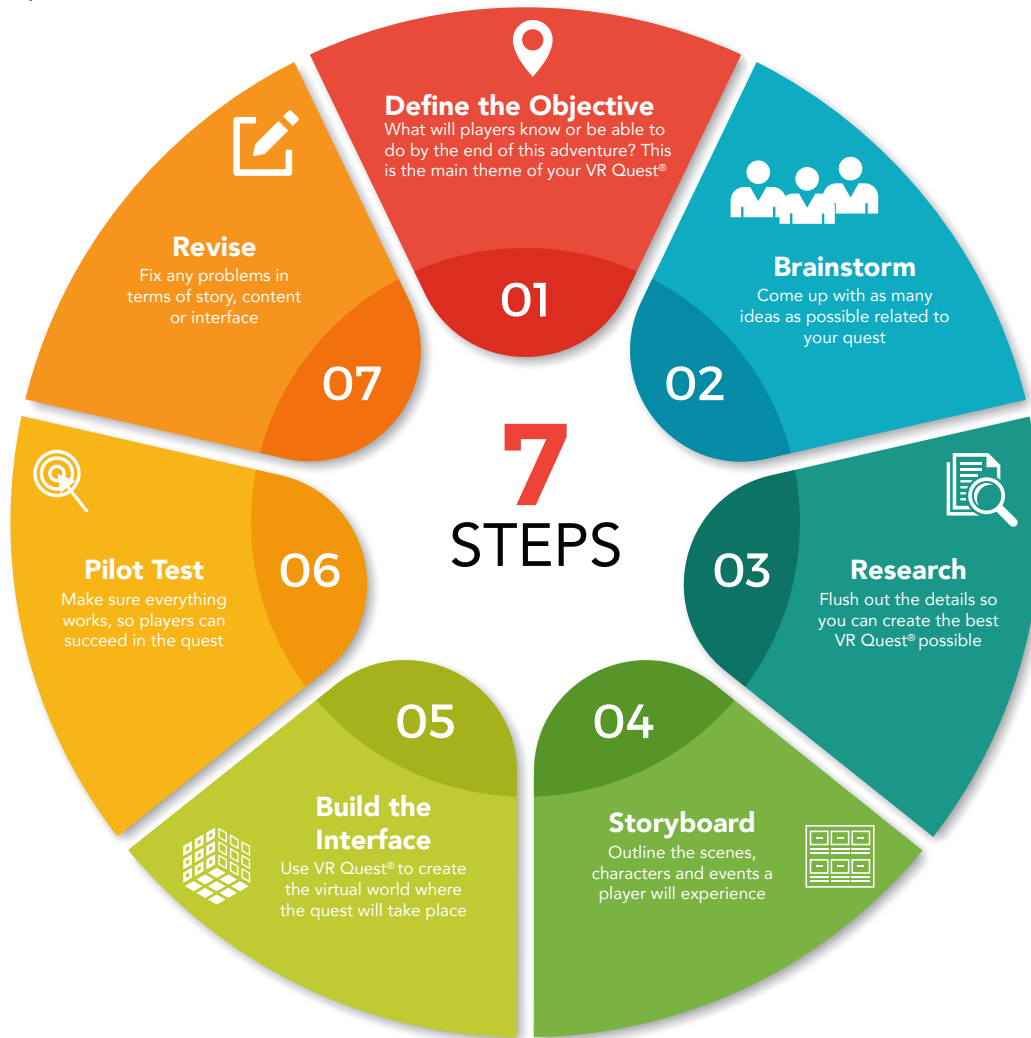 Define the Objective
What will players know or be able to
do by the end of this adventure? This
is the main theme of your VR Quest®
01
Brainstorm
Come up with as many
ideas as possible related to
your quest
02
Research
Flush out the details so
you can create the best
VR Quest® possible
03
Storyboard
Outline the scenes,
characters and events a
player will experience
04
Build the
Interface
Use VR Quest® to create
the virtual world where
the quest will take place
05
Pilot Test
Make sure everything
works, so players can
succeed in the quest
06
Revise
Fix any problems in
terms of story, content
or interface
07
7
STEPS